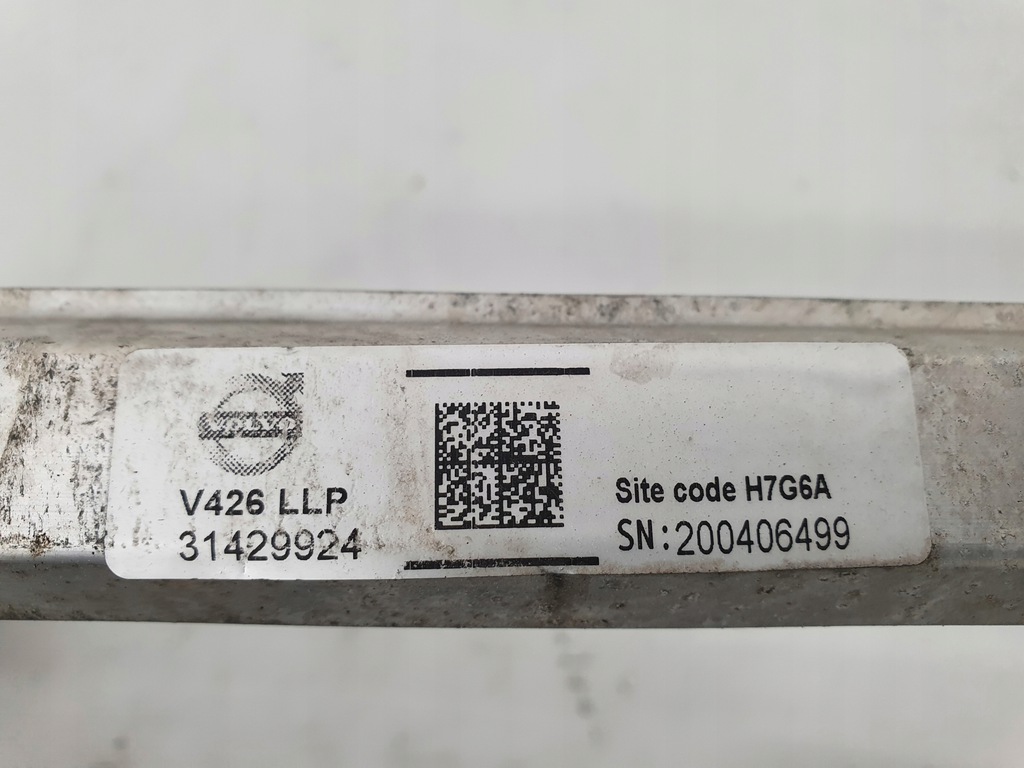 VOLVO
V426 LLP
31429924
Site code H7G6A
SN:200406499